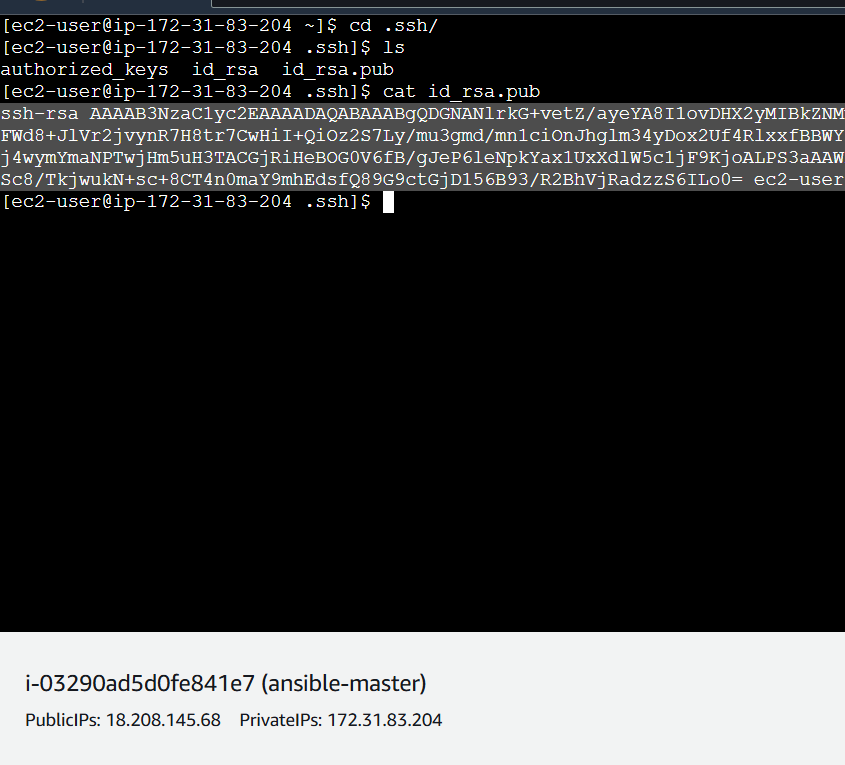 [ec2-user@ip-172-31-83-204 ~]$ cd .ssh/
[ec2-user@ip-172-31-83-204 .ssh]$ ls
authorized_keys  id_rsa  id_rsa.pub
[ec2-user@ip-172-31-83-204 .ssh]$ cat id_rsa.pub
ssh-rsa AAAAB3NzaC1yc2EAAAADAQABAAABgQDGNANlrkG+vetZ/ayeYA8I1ovDHX2yMIBkZNM
FWd8+JlVr2jvynR7H8tr7CwHiI+QiOz2S7Ly/mu3gmd/mn1ciOnJhglm34yDox2Uf4RlxxfBBWY
j4wymYmaNPTwjHm5uH3TACGjRiHeBOG0V6fB/gJeP6leNpkYax1UxXdlW5c1jF9KjoALPS3aAAW
Sc8/TkjwukN+sc+8CT4n0maY9mhEdsfQ89G9ctGjD156B93/R2BhVjRadzzS6ILo0= ec2-user
[ec2-user@ip-172-31-83-204 .ssh]$
i-03290ad5d0fe841e7 (ansible-master)
PublicIPs: 18.208.145.68  PrivateIPs: 172.31.83.204